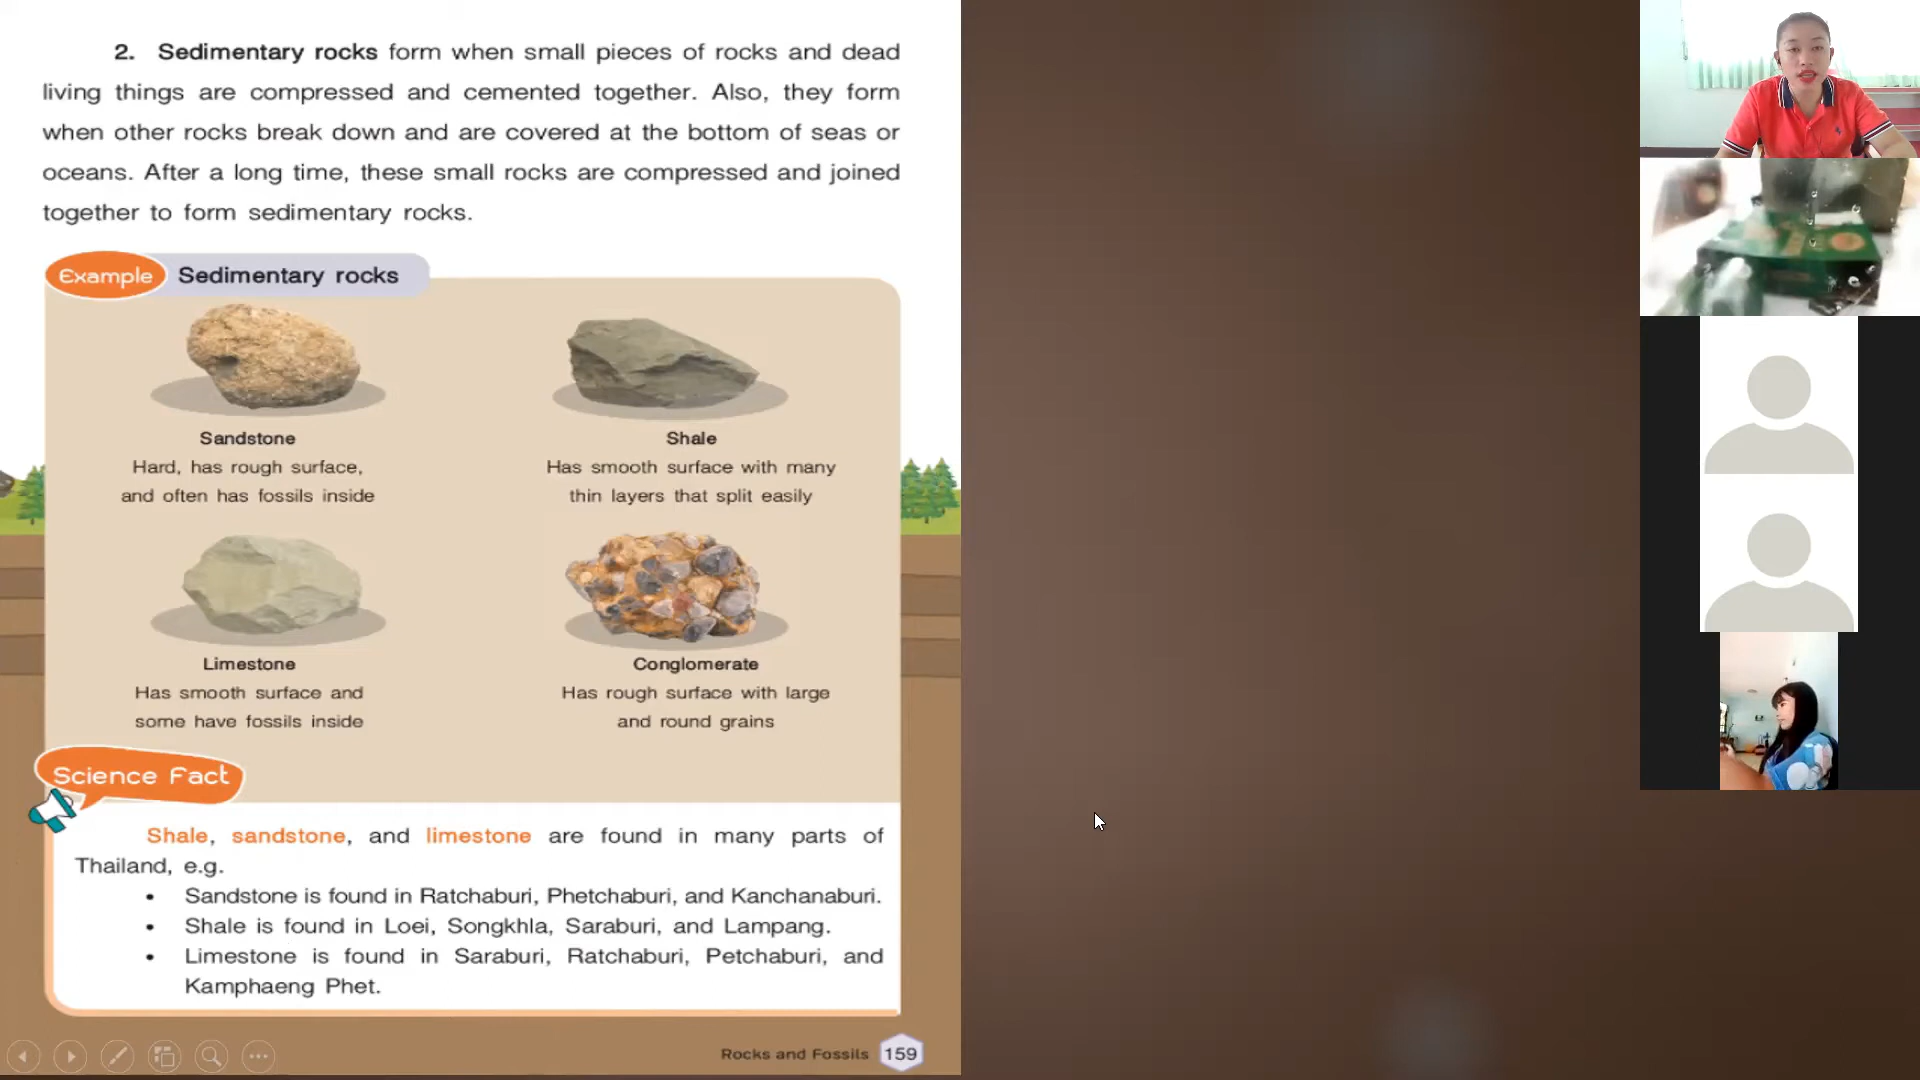 2. Sedimentary rocks form when small pieces of rocks and dead
living things are compressed and cemented together. Also, they form
when other rocks break down and are covered at the bottom of seas or
oceans. After a long time, these small rocks are compressed and joined
together to form sedimentary rocks.
Example Sedimentary rocks
Sandstone
Hard, has rough surface,
and often has fossils inside
Shale
Has smooth surface with many
thin layers that split easily
Limestone
Has smooth surface and
some have fossils inside
Conglomerate
Has rough surface with large
and round grains
Science Fact
Shale, sandstone, and limestone are found in many parts of
Thailand, e.g.
• Sandstone is found in Ratchaburi, Phetchaburi, and Kanchanaburi.
• Shale is found in Loei, Songkhla, Saraburi, and Lampang.
• Limestone is found in Saraburi, Ratchaburi, Petchaburi, and
Kamphaeng Phet.
Rocks and Fossils 159